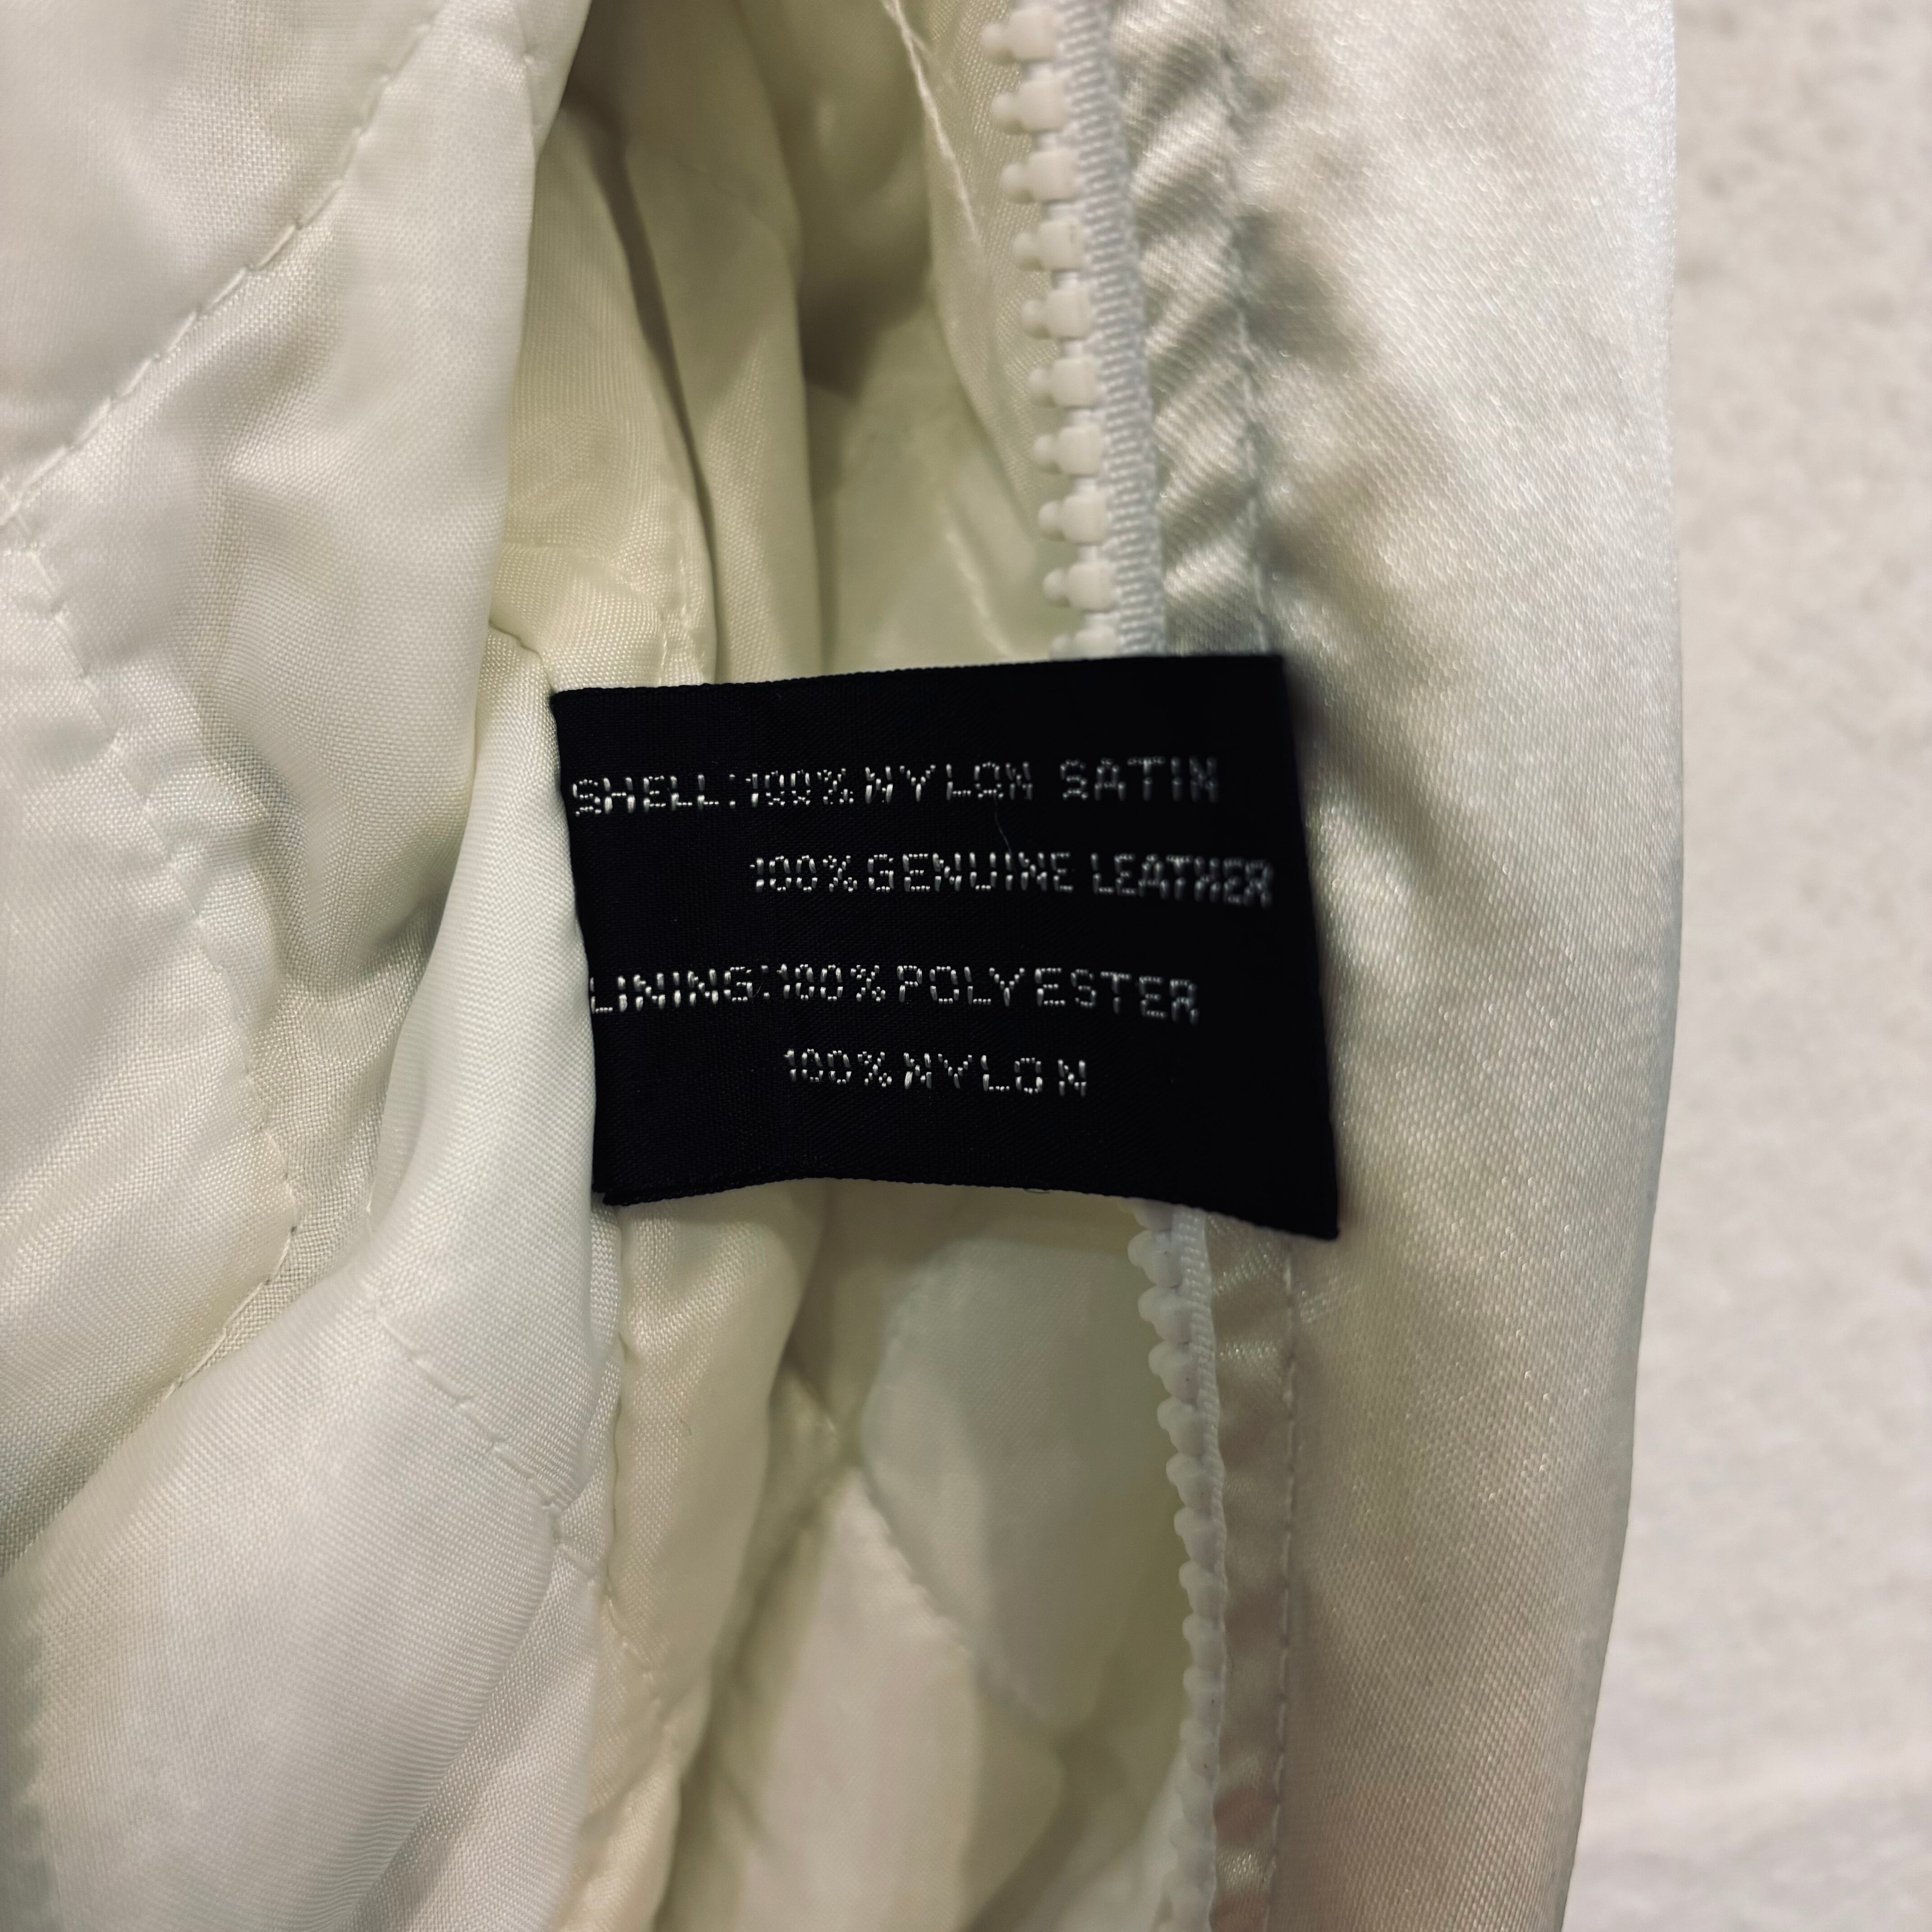 SHELL:100% NYLON SATIN
100% GENUINE LEATHER
LINING:100% POLYESTER
100% NYLON